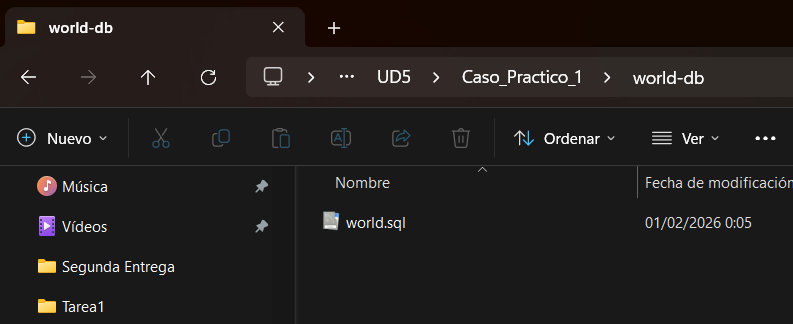 world-db
UD5 Caso_Practico_1 world-db
Nuevo Ordenar Ver
Nombre Fecha de modificación
Música
Vídeos
Segunda Entrega
Tarea1
world.sql 01/02/2026 0:05